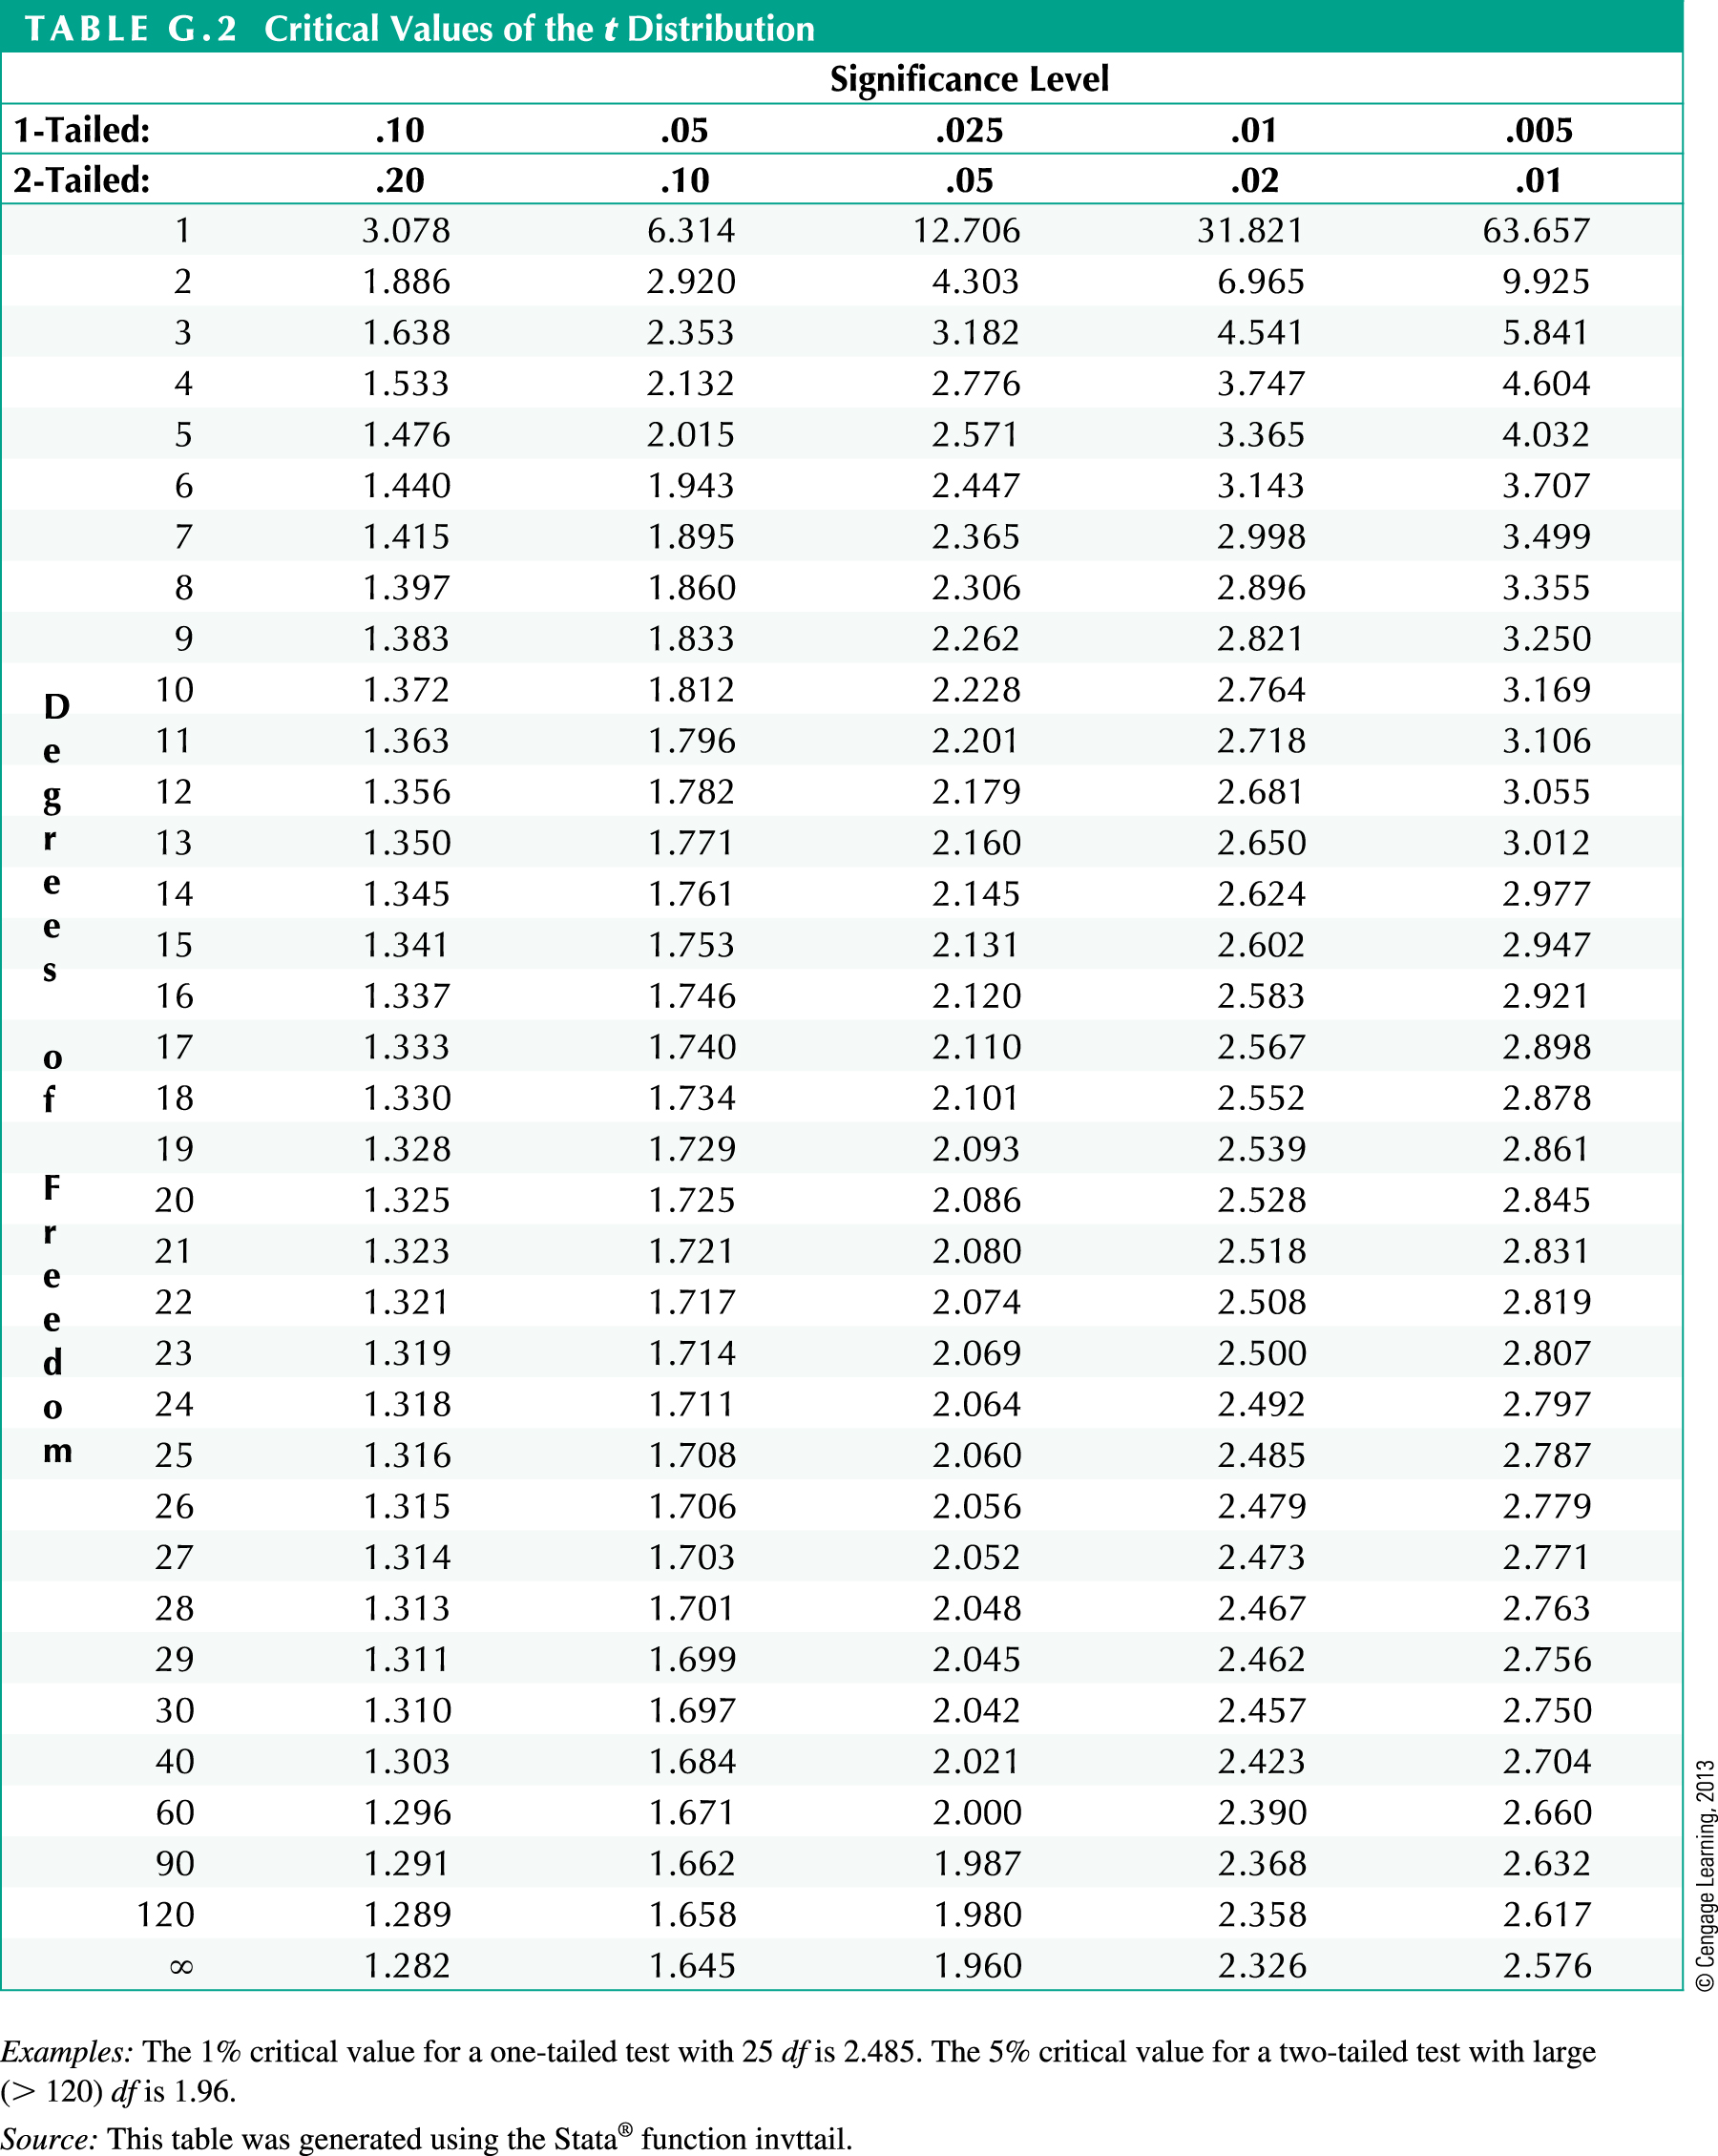 TABLE G.2 Critical Values of the t Distribution
Significance Level
1-Tailed: .10 .05 .025 .01 .005
2-Tailed: .20 .10 .05 .02 .01
Degrees of Freedom
1 3.078 6.314 12.706 31.821 63.657
2 1.886 2.920 4.303 6.965 9.925
3 1.638 2.353 3.182 4.541 5.841
4 1.533 2.132 2.776 3.747 4.604
5 1.476 2.015 2.571 3.365 4.032
6 1.440 1.943 2.447 3.143 3.707
7 1.415 1.895 2.365 2.998 3.499
8 1.397 1.860 2.306 2.896 3.355
9 1.383 1.833 2.262 2.821 3.250
10 1.372 1.812 2.228 2.764 3.169
11 1.363 1.796 2.201 2.718 3.106
12 1.356 1.782 2.179 2.681 3.055
13 1.350 1.771 2.160 2.650 3.012
14 1.345 1.761 2.145 2.624 2.977
15 1.341 1.753 2.131 2.602 2.947
16 1.337 1.746 2.120 2.583 2.921
17 1.333 1.740 2.110 2.567 2.898
18 1.330 1.734 2.101 2.552 2.878
19 1.328 1.729 2.093 2.539 2.861
20 1.325 1.725 2.086 2.528 2.845
21 1.323 1.721 2.080 2.518 2.831
22 1.321 1.717 2.074 2.508 2.819
23 1.319 1.714 2.069 2.500 2.807
24 1.318 1.711 2.064 2.492 2.797
25 1.316 1.708 2.060 2.485 2.787
26 1.315 1.706 2.056 2.479 2.779
27 1.314 1.703 2.052 2.473 2.771
28 1.313 1.701 2.048 2.467 2.763
29 1.311 1.699 2.045 2.462 2.756
30 1.310 1.697 2.042 2.457 2.750
40 1.303 1.684 2.021 2.423 2.704
60 1.296 1.671 2.000 2.390 2.660
90 1.291 1.662 1.987 2.368 2.632
120 1.289 1.658 1.980 2.358 2.617
∞ 1.282 1.645 1.960 2.326 2.576
© Cengage Learning, 2013
Examples: The 1% critical value for a one-tailed test with 25 df is 2.485. The 5% critical value for a two-tailed test with large
(> 120) df is 1.96.
Source: This table was generated using the Stata® function invttail.